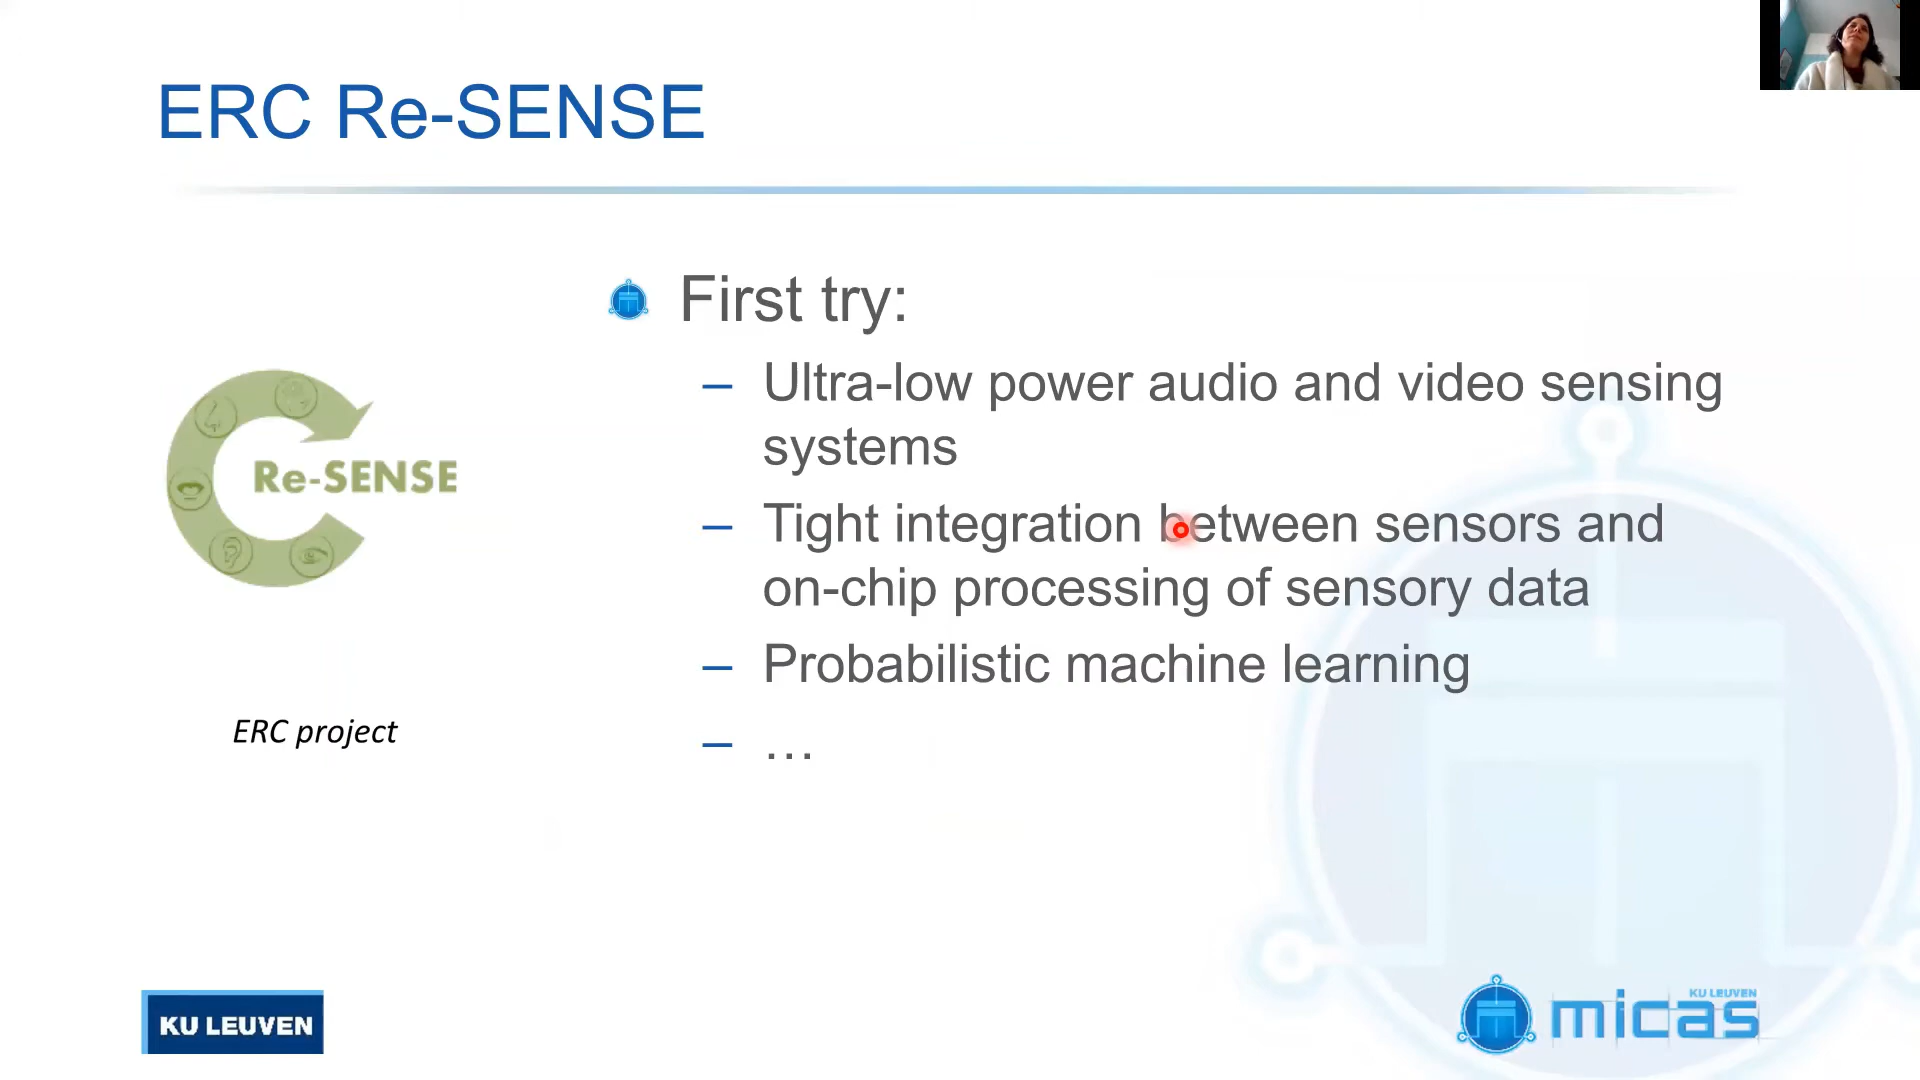 ERC Re-SENSE
First try:
– Ultra-low power audio and video sensing
systems
– Tight integration between sensors and
on-chip processing of sensory data
– Probabilistic machine learning
– …
Re-SENSE
ERC project
KU LEUVEN
KU LEUVEN
micas